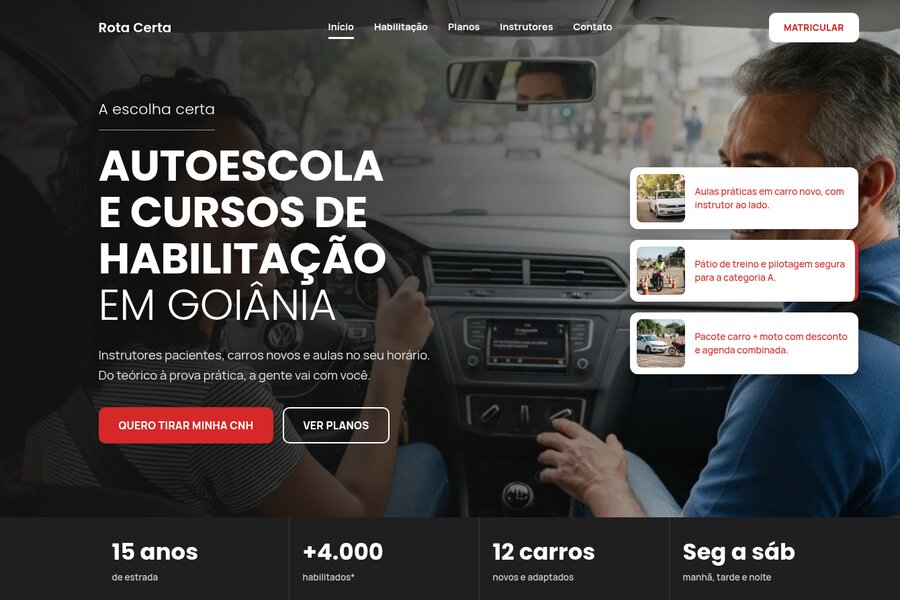 Rota Certa
Início
Habilitação
Planos
Instrutores
Contato
MATRICULAR
A escolha certa
AUTOESCOLA
E CURSOS DE
HABILITAÇÃO
EM GOIÂNIA
Instrutores pacientes, carros novos e aulas no seu horário.
Do teórico à prova prática, a gente vai com você.
QUERO TIRAR MINHA CNH
VER PLANOS
Aulas práticas em carro novo, com
instrutor ao lado.
Pátio de treino e pilotagem segura
para a categoria A.
Pacote carro + moto com desconto
e agenda combinada.
15 anos
de estrada
+4.000
habilitados*
12 carros
novos e adaptados
Seg a sáb
manhã, tarde e noite